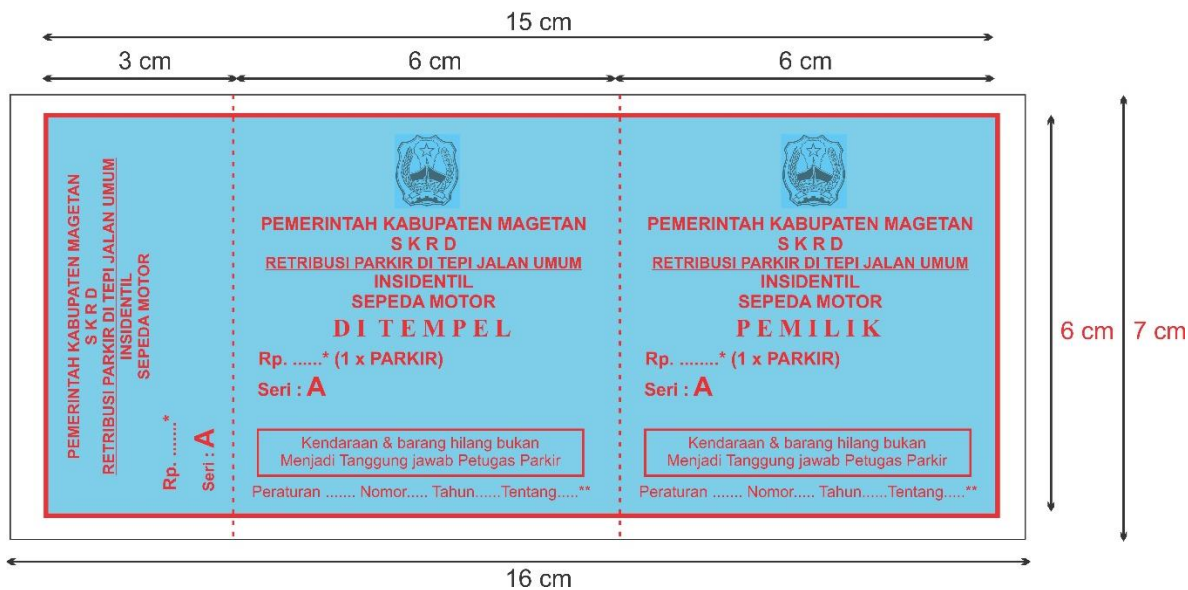 15 cm
3 cm
6 cm
6 cm
PEMERINTAH KABUPATEN MAGETAN
S K R D
RETRIBUSI PARKIR DI TEPI JALAN UMUM
INSIDENTIL
SEPEDA MOTOR
Rp. .......*
Seri : A
PEMERINTAH KABUPATEN MAGETAN
S K R D
RETRIBUSI PARKIR DI TEPI JALAN UMUM
INSIDENTIL
SEPEDA MOTOR
DI TEMPEL
Rp. ......* (1 x PARKIR)
Seri : A
Kendaraan & barang hilang bukan
Menjadi Tanggung jawab Petugas Parkir
Peraturan ....... Nomor..... Tahun......Tentang.....**
PEMERINTAH KABUPATEN MAGETAN
S K R D
RETRIBUSI PARKIR DI TEPI JALAN UMUM
INSIDENTIL
SEPEDA MOTOR
PEMILIK
Rp. ........* (1 x PARKIR)
Seri : A
Kendaraan & barang hilang bukan
Menjadi Tanggung jawab Petugas Parkir
Peraturan ....... Nomor..... Tahun......Tentang.....**
6 cm
7 cm
16 cm